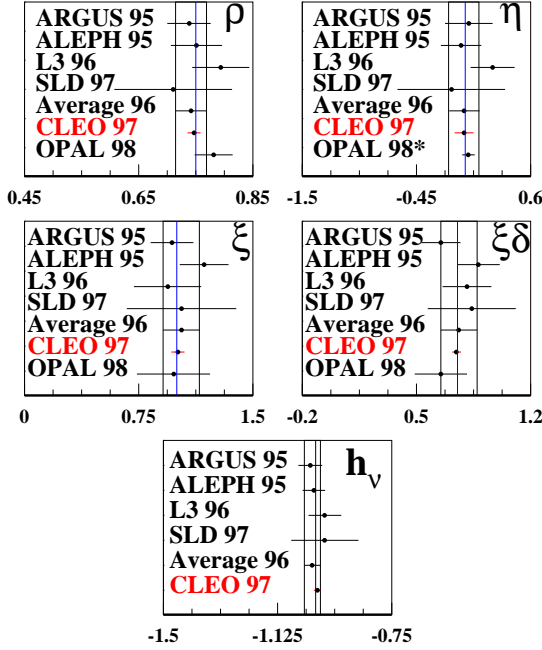 ρ
ARGUS 95
ALEPH 95
L3 96
SLD 97
Average 96
CLEO 97
OPAL 98
0.45 0.65 0.85
η
ARGUS 95
ALEPH 95
L3 96
SLD 97
Average 96
CLEO 97
OPAL 98*
-1.5 -0.45 0.6
ξ
ARGUS 95
ALEPH 95
L3 96
SLD 97
Average 96
CLEO 97
OPAL 98
0 0.75 1.5
ξδ
ARGUS 95
ALEPH 95
L3 96
SLD 97
Average 96
CLEO 97
OPAL 98
-0.2 0.5 1.2
hν
ARGUS 95
ALEPH 95
L3 96
SLD 97
Average 96
CLEO 97
-1.5 -1.125 -0.75